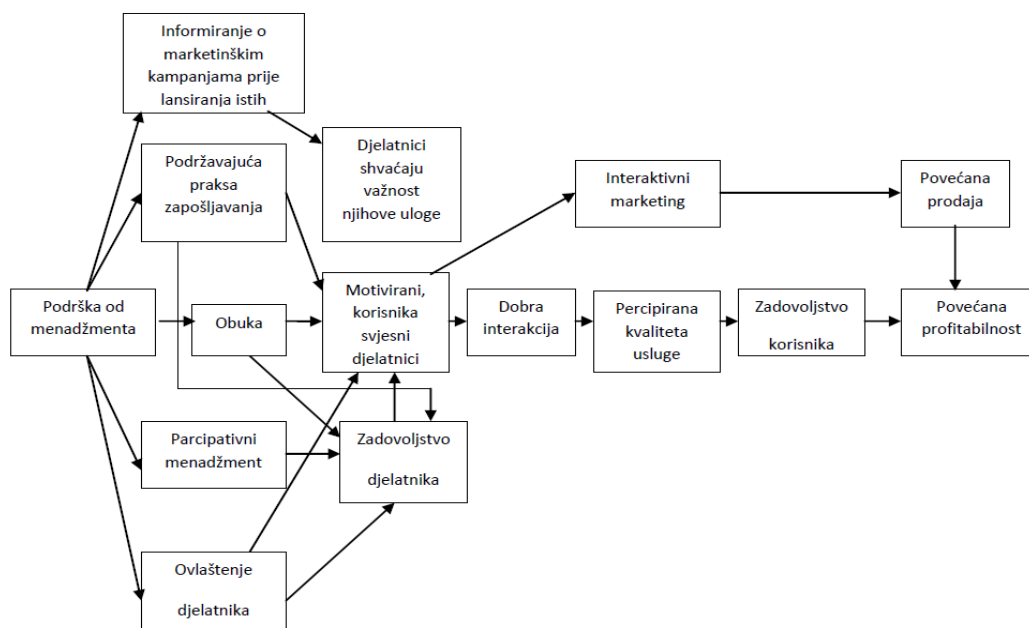 Informiranje o
marketinškim
kampanjama prije
lansiranja istih
Djelatnici
shvaćaju
važnost
njihove uloge
Podržavajuća
praksa
zapošljavanja
Interaktivni
marketing
Povećana
prodaja
Podrška od
menadžmenta
Obuka
Motivirani,
korisnika
svjesni
djelatnici
Dobra
interakcija
Percipirana
kvaliteta
usluge
Zadovoljstvo
korisnika
Povećana
profitabilnost
Parcipativni
menadžment
Zadovoljstvo
djelatnika
Ovlaštenje
djelatnika